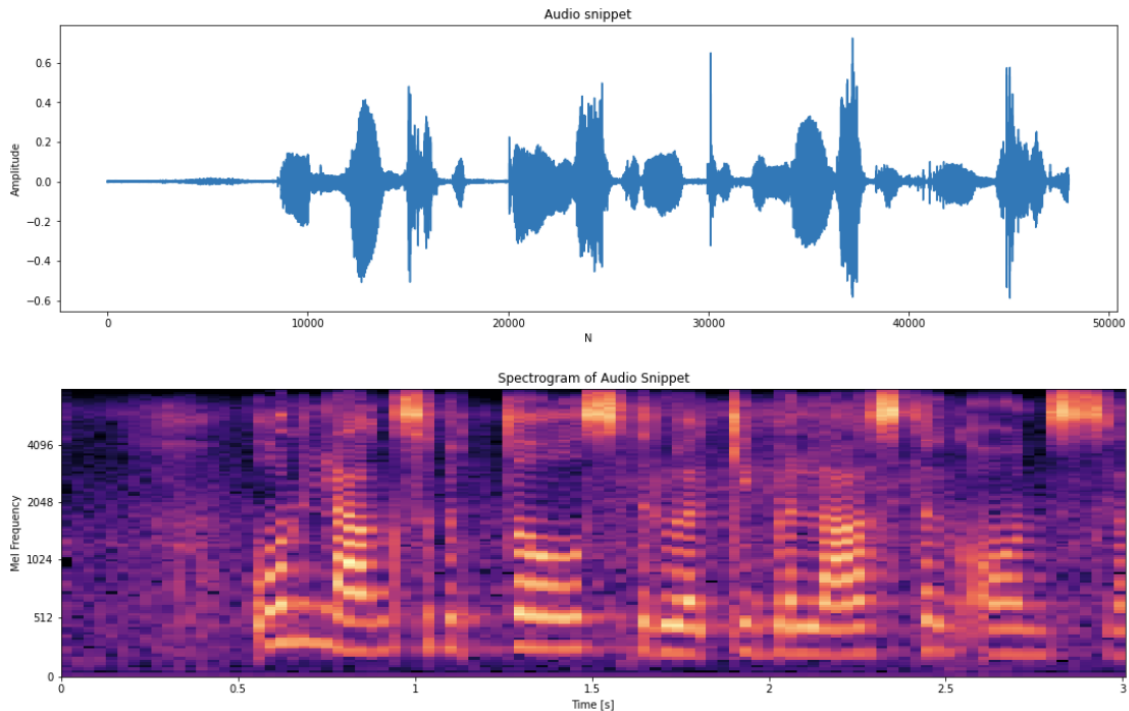 Audio snippet
0.6
0.4
0.2
0.0
−0.2
−0.4
−0.6
Amplitude
0 10000 20000 30000 40000 50000
N
Spectrogram of Audio Snippet
4096
2048
1024
512
0
Mel Frequency
0 0.5 1 1.5 2 2.5 3
Time [s]